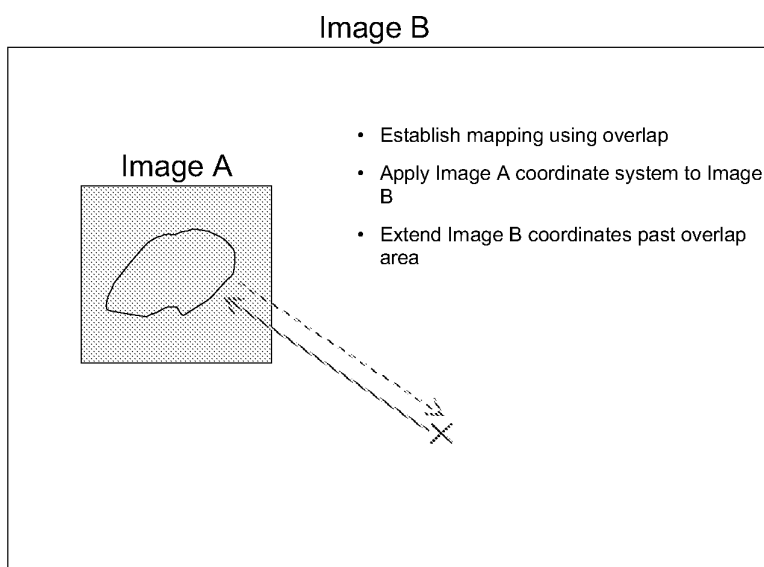 Image B
Image A
• Establish mapping using overlap
• Apply Image A coordinate system to Image
B
• Extend Image B coordinates past overlap
area